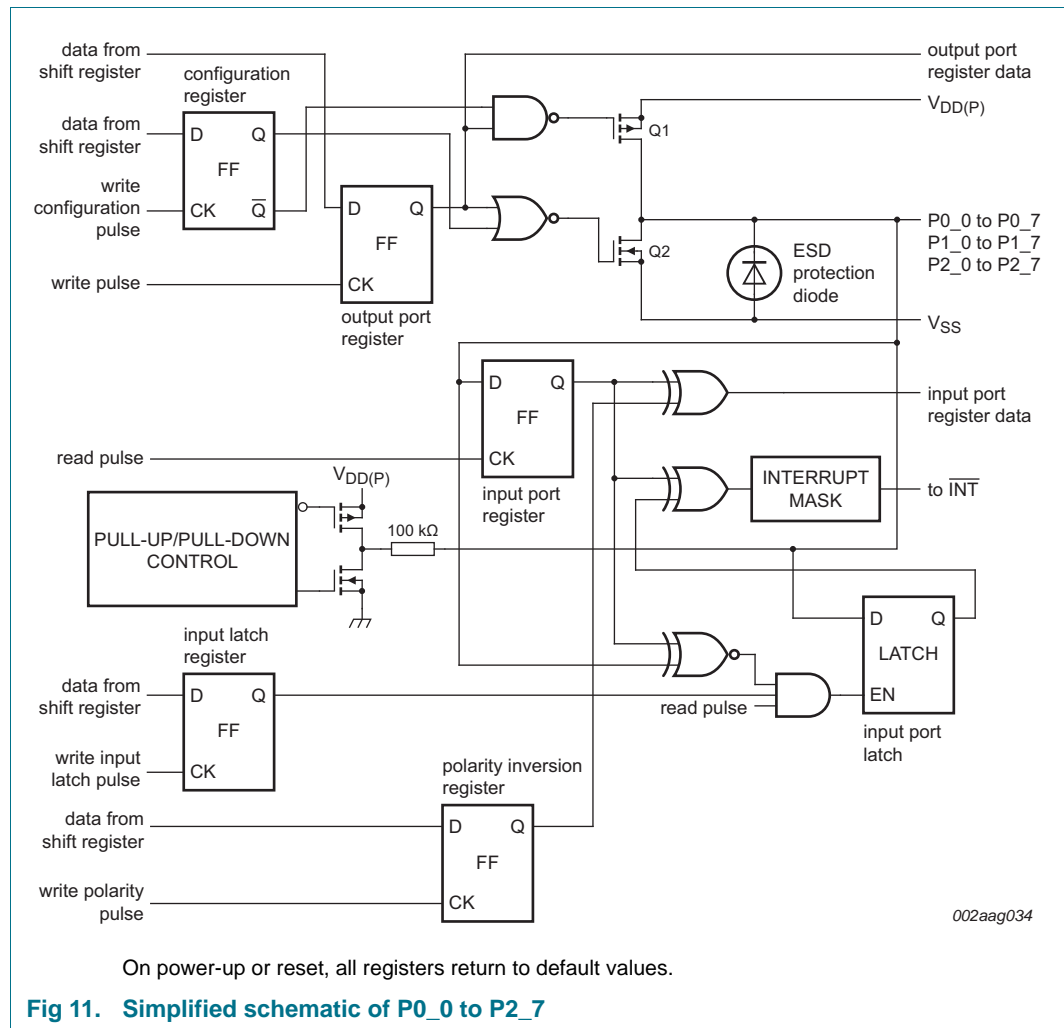 data from
shift register
configuration
register
output port
register data
VDD(P)
Q1
data from
shift register
D Q
FF
CK Q̅
write
configuration
pulse
D Q
FF
CK
write pulse
output port
register
Q2
ESD
protection
diode
P0_0 to P0_7
P1_0 to P1_7
P2_0 to P2_7
VSS
D Q
FF
CK
input port
register data
read pulse
input port
register
INTERRUPT
MASK
to I̅N̅T̅
VDD(P)
100 kΩ
PULL-UP/PULL-DOWN
CONTROL
input latch
register
D Q
LATCH
EN
data from
shift register
D Q
FF
CK
read pulse
input port
latch
write input
latch pulse
polarity inversion
register
data from
shift register
D Q
FF
CK
write polarity
pulse
002aag034
On power-up or reset, all registers return to default values.
Fig 11. Simplified schematic of P0_0 to P2_7